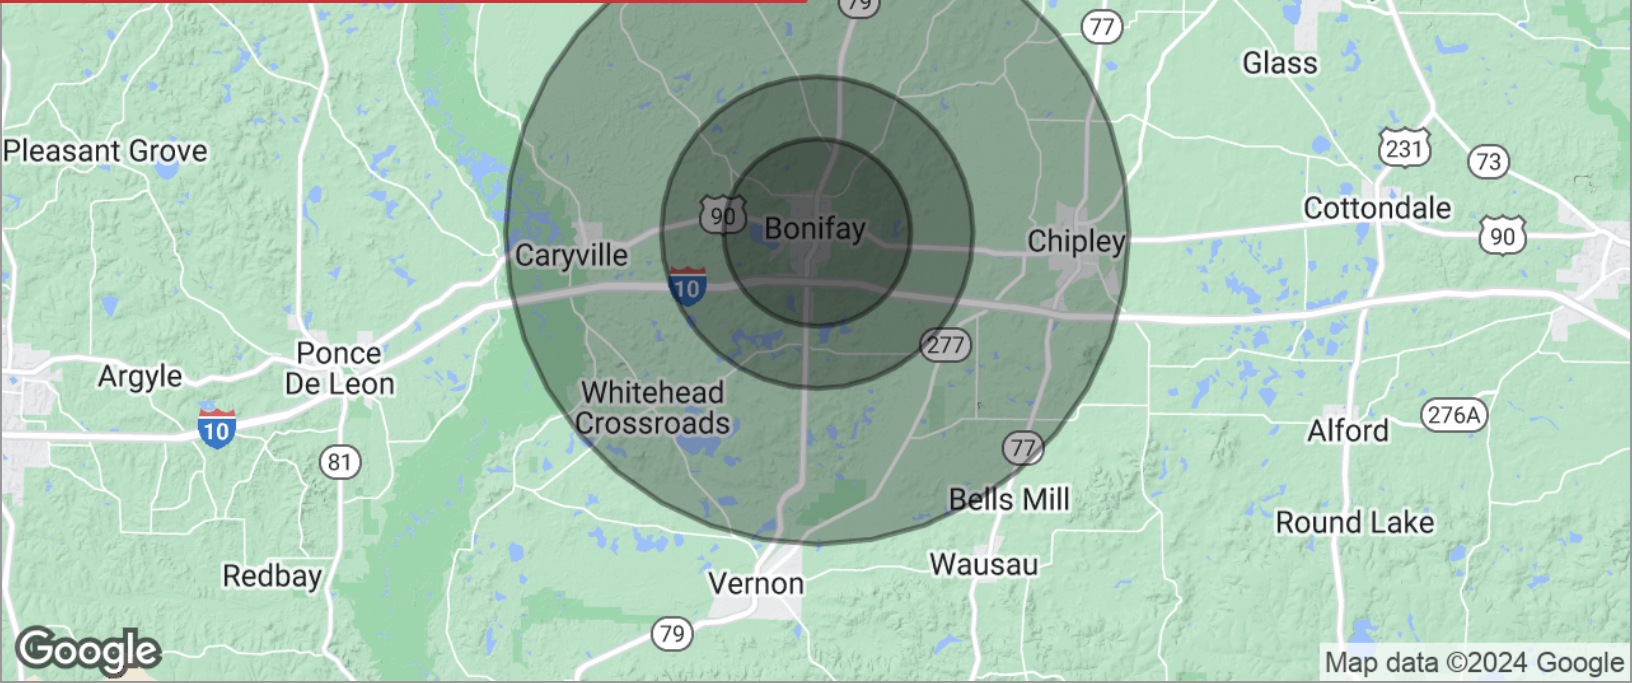 79
77
Glass
Pleasant Grove
231
73
90
Bonifay
Cottondale
90
Caryville
Chipley
10
277
Ponce
De Leon
Argyle
Whitehead
Crossroads
10
276A
Alford
77
81
Bells Mill
Round Lake
Wausau
Redbay
Vernon
79
Google
Map data ©2024 Google